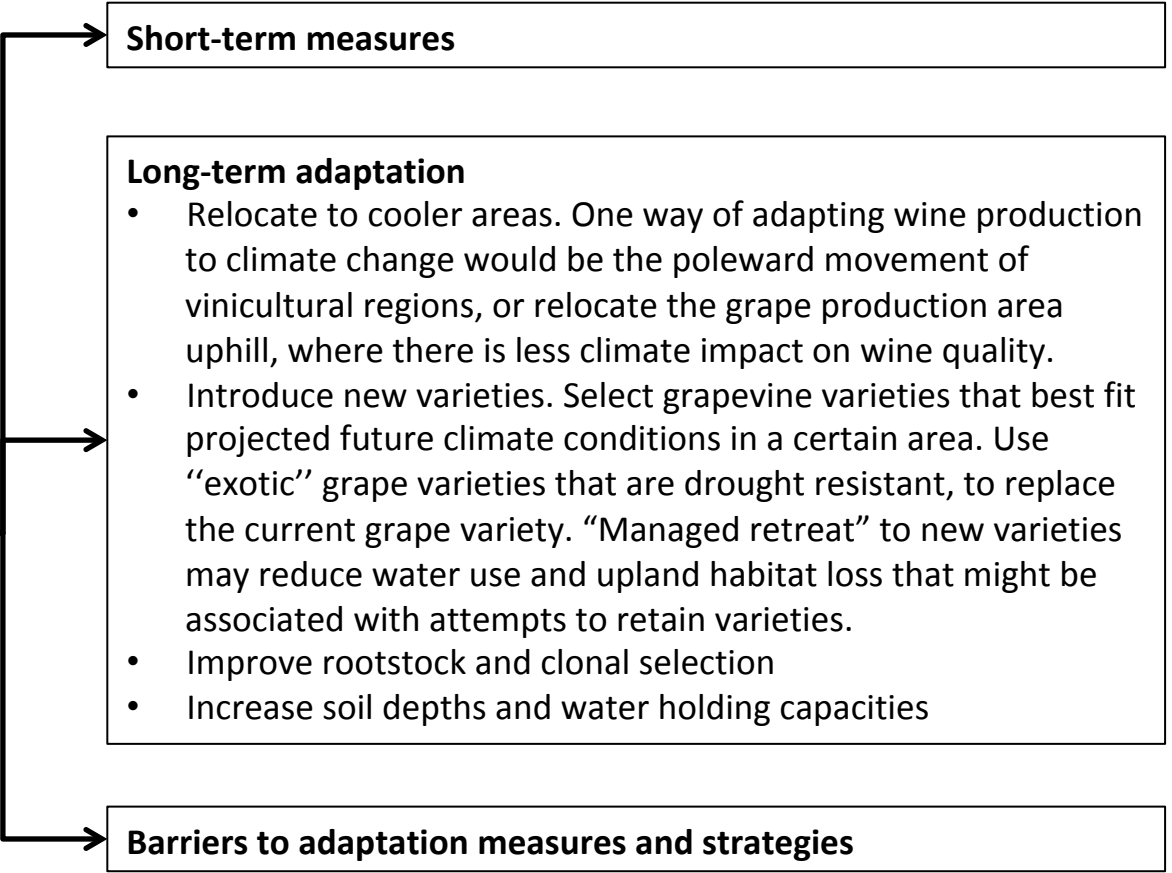 Short-term measures
Long-term adaptation
• Relocate to cooler areas. One way of adapting wine production
to climate change would be the poleward movement of
vinicultural regions, or relocate the grape production area
uphill, where there is less climate impact on wine quality.
• Introduce new varieties. Select grapevine varieties that best fit
projected future climate conditions in a certain area. Use
‘‘exotic’’ grape varieties that are drought resistant, to replace
the current grape variety. “Managed retreat” to new varieties
may reduce water use and upland habitat loss that might be
associated with attempts to retain varieties.
• Improve rootstock and clonal selection
• Increase soil depths and water holding capacities
Barriers to adaptation measures and strategies